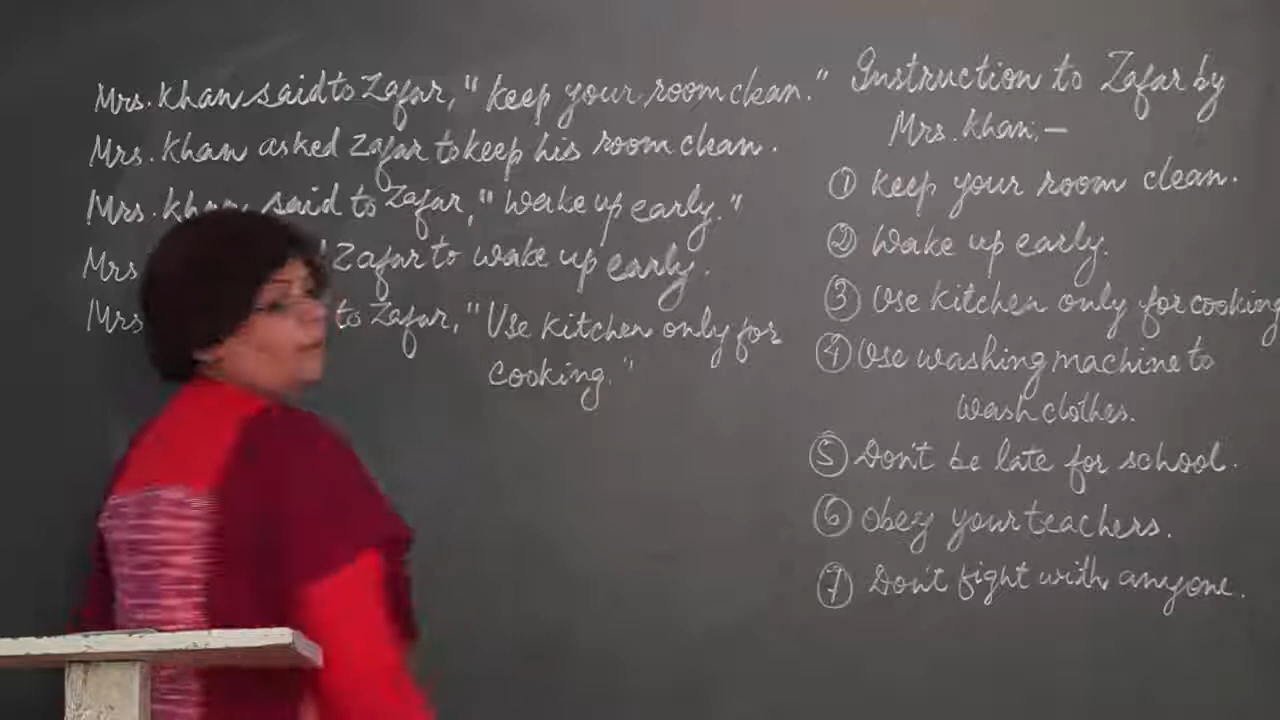 Mrs. Khan said to Zafar, "keep your room clean."
Mrs. Khan asked Zafar to keep his room clean.
Mrs. Khan said to Zafar, "Wake up early."
Mrs Zafar to wake up early.
Mrs to Zafar, "Use kitchen only for
cooking."
Instruction to Zafar by
Mrs. Khan:—
① keep your room clean.
② Wake up early.
③ Use kitchen only for cooking
④ Use washing machine to
wash clothes.
⑤ Don't be late for school.
⑥ Obey your teachers.
⑦ Don't fight with anyone.